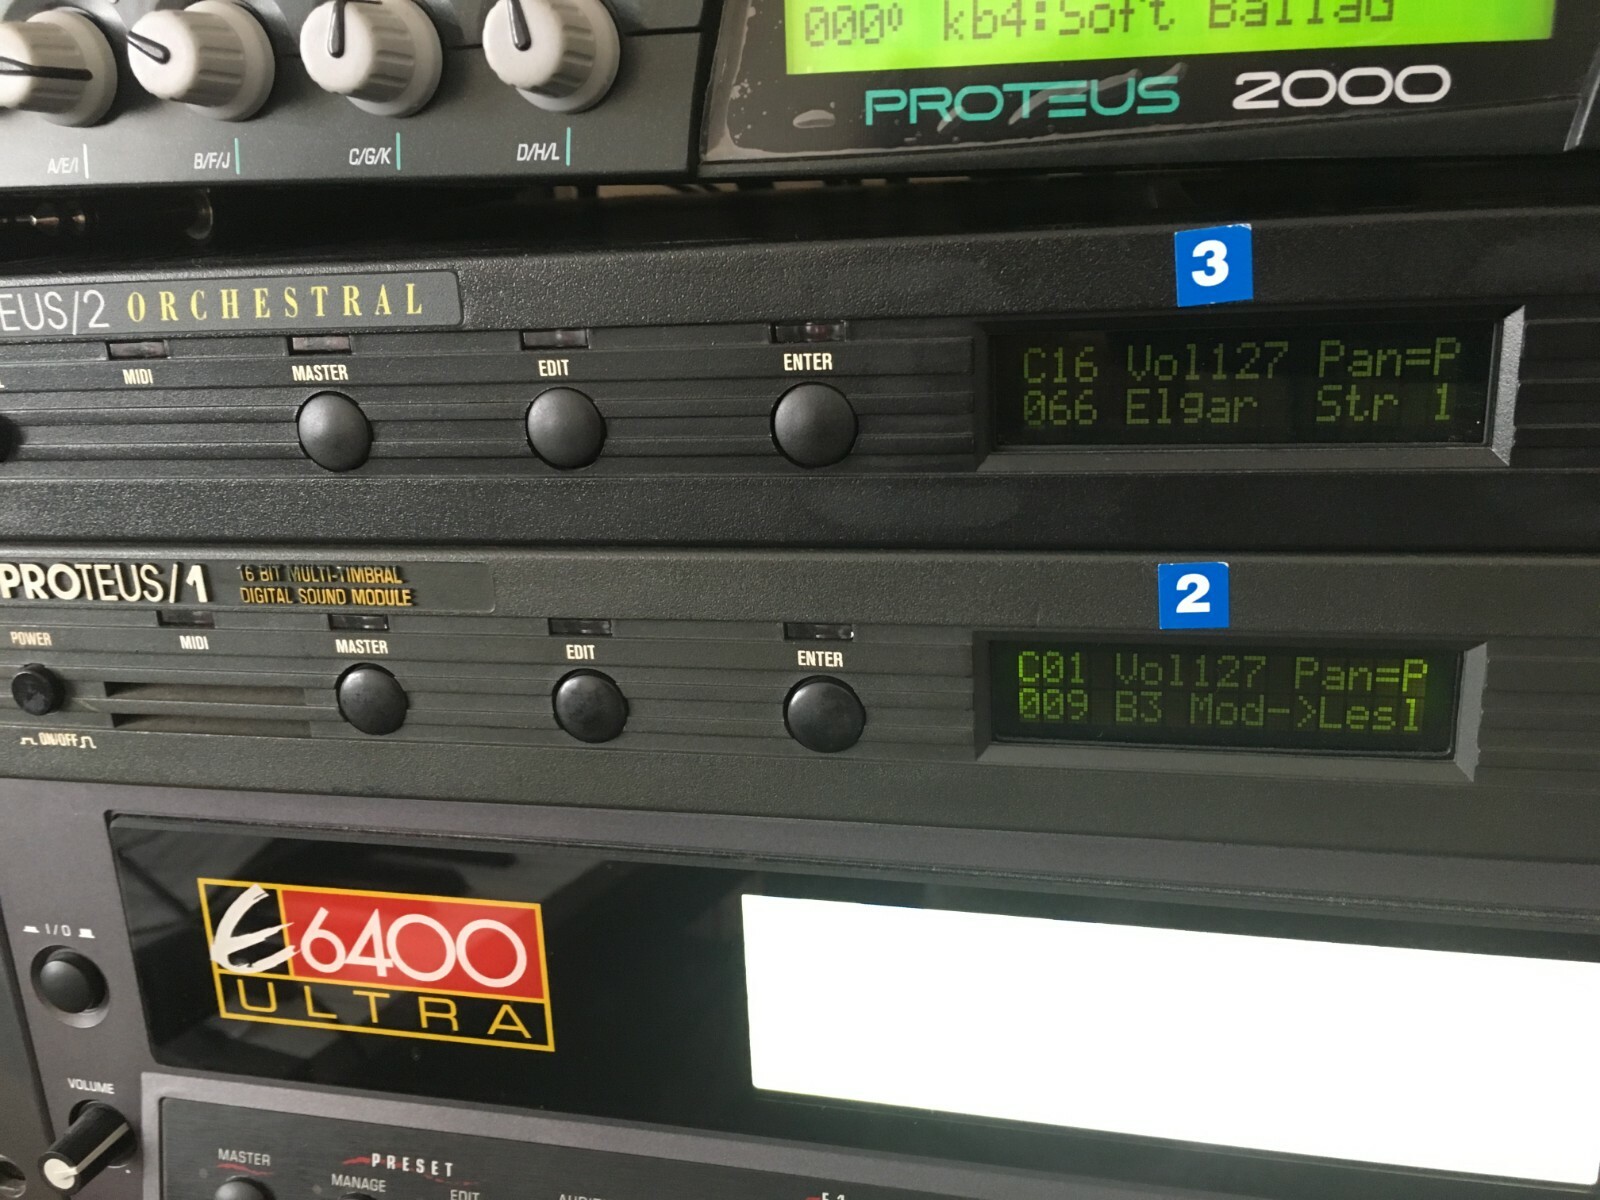 000° kb4:Soft Ballad
PROTEUS 2000
A/E/I
B/F/J
C/G/K
D/H/L
3
EUS/2 ORCHESTRAL
MIDI
MASTER
EDIT
ENTER
C16 Vol127 Pan=P
066 Elgar Str 1
2
PROTEUS/1
16 BIT MULTI-TIMBRAL
DIGITAL SOUND MODULE
POWER
MIDI
MASTER
EDIT
ENTER
ON/OFF
C01 Vol127 Pan=P
009 B3 Mod->Lesl
E6400
ULTRA
I/O
VOLUME
MASTER
PRESET
MANAGE
EDIT